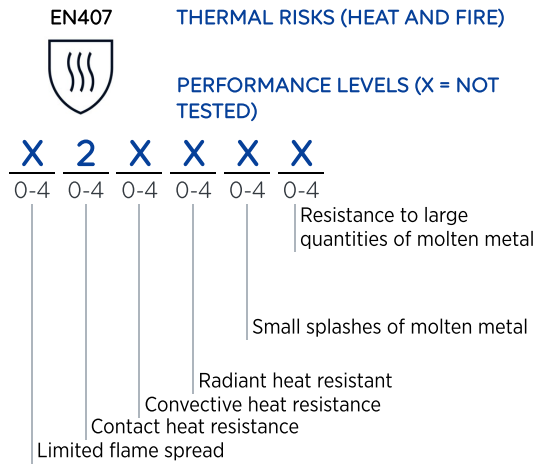 EN407
THERMAL RISKS (HEAT AND FIRE)
PERFORMANCE LEVELS (X = NOT
TESTED)
X 2 X X X X
0-4 0-4 0-4 0-4 0-4 0-4
Resistance to large
quantities of molten metal
Small splashes of molten metal
Radiant heat resistant
Convective heat resistance
Contact heat resistance
Limited flame spread